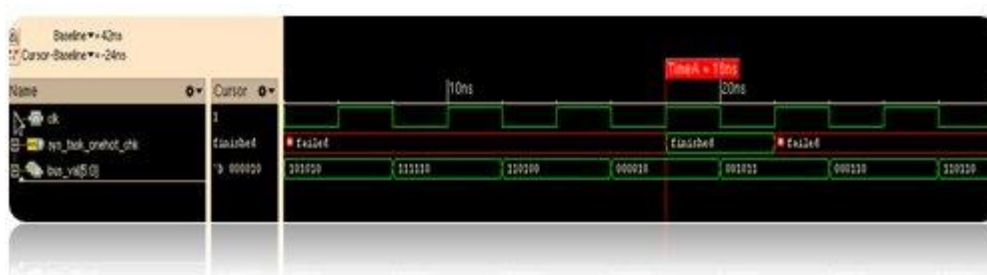 Baseline▼=42ns
Cursor-Baseline▼=-24ns
TimeA = 18ns
10ns
20ns
Name
Cursor
clk
1
sys_task_onehot_chk
finished
failed
finished
failed
bus_val[5:0]
'b 000010
101010
111110
110100
000010
001011
000110
110110